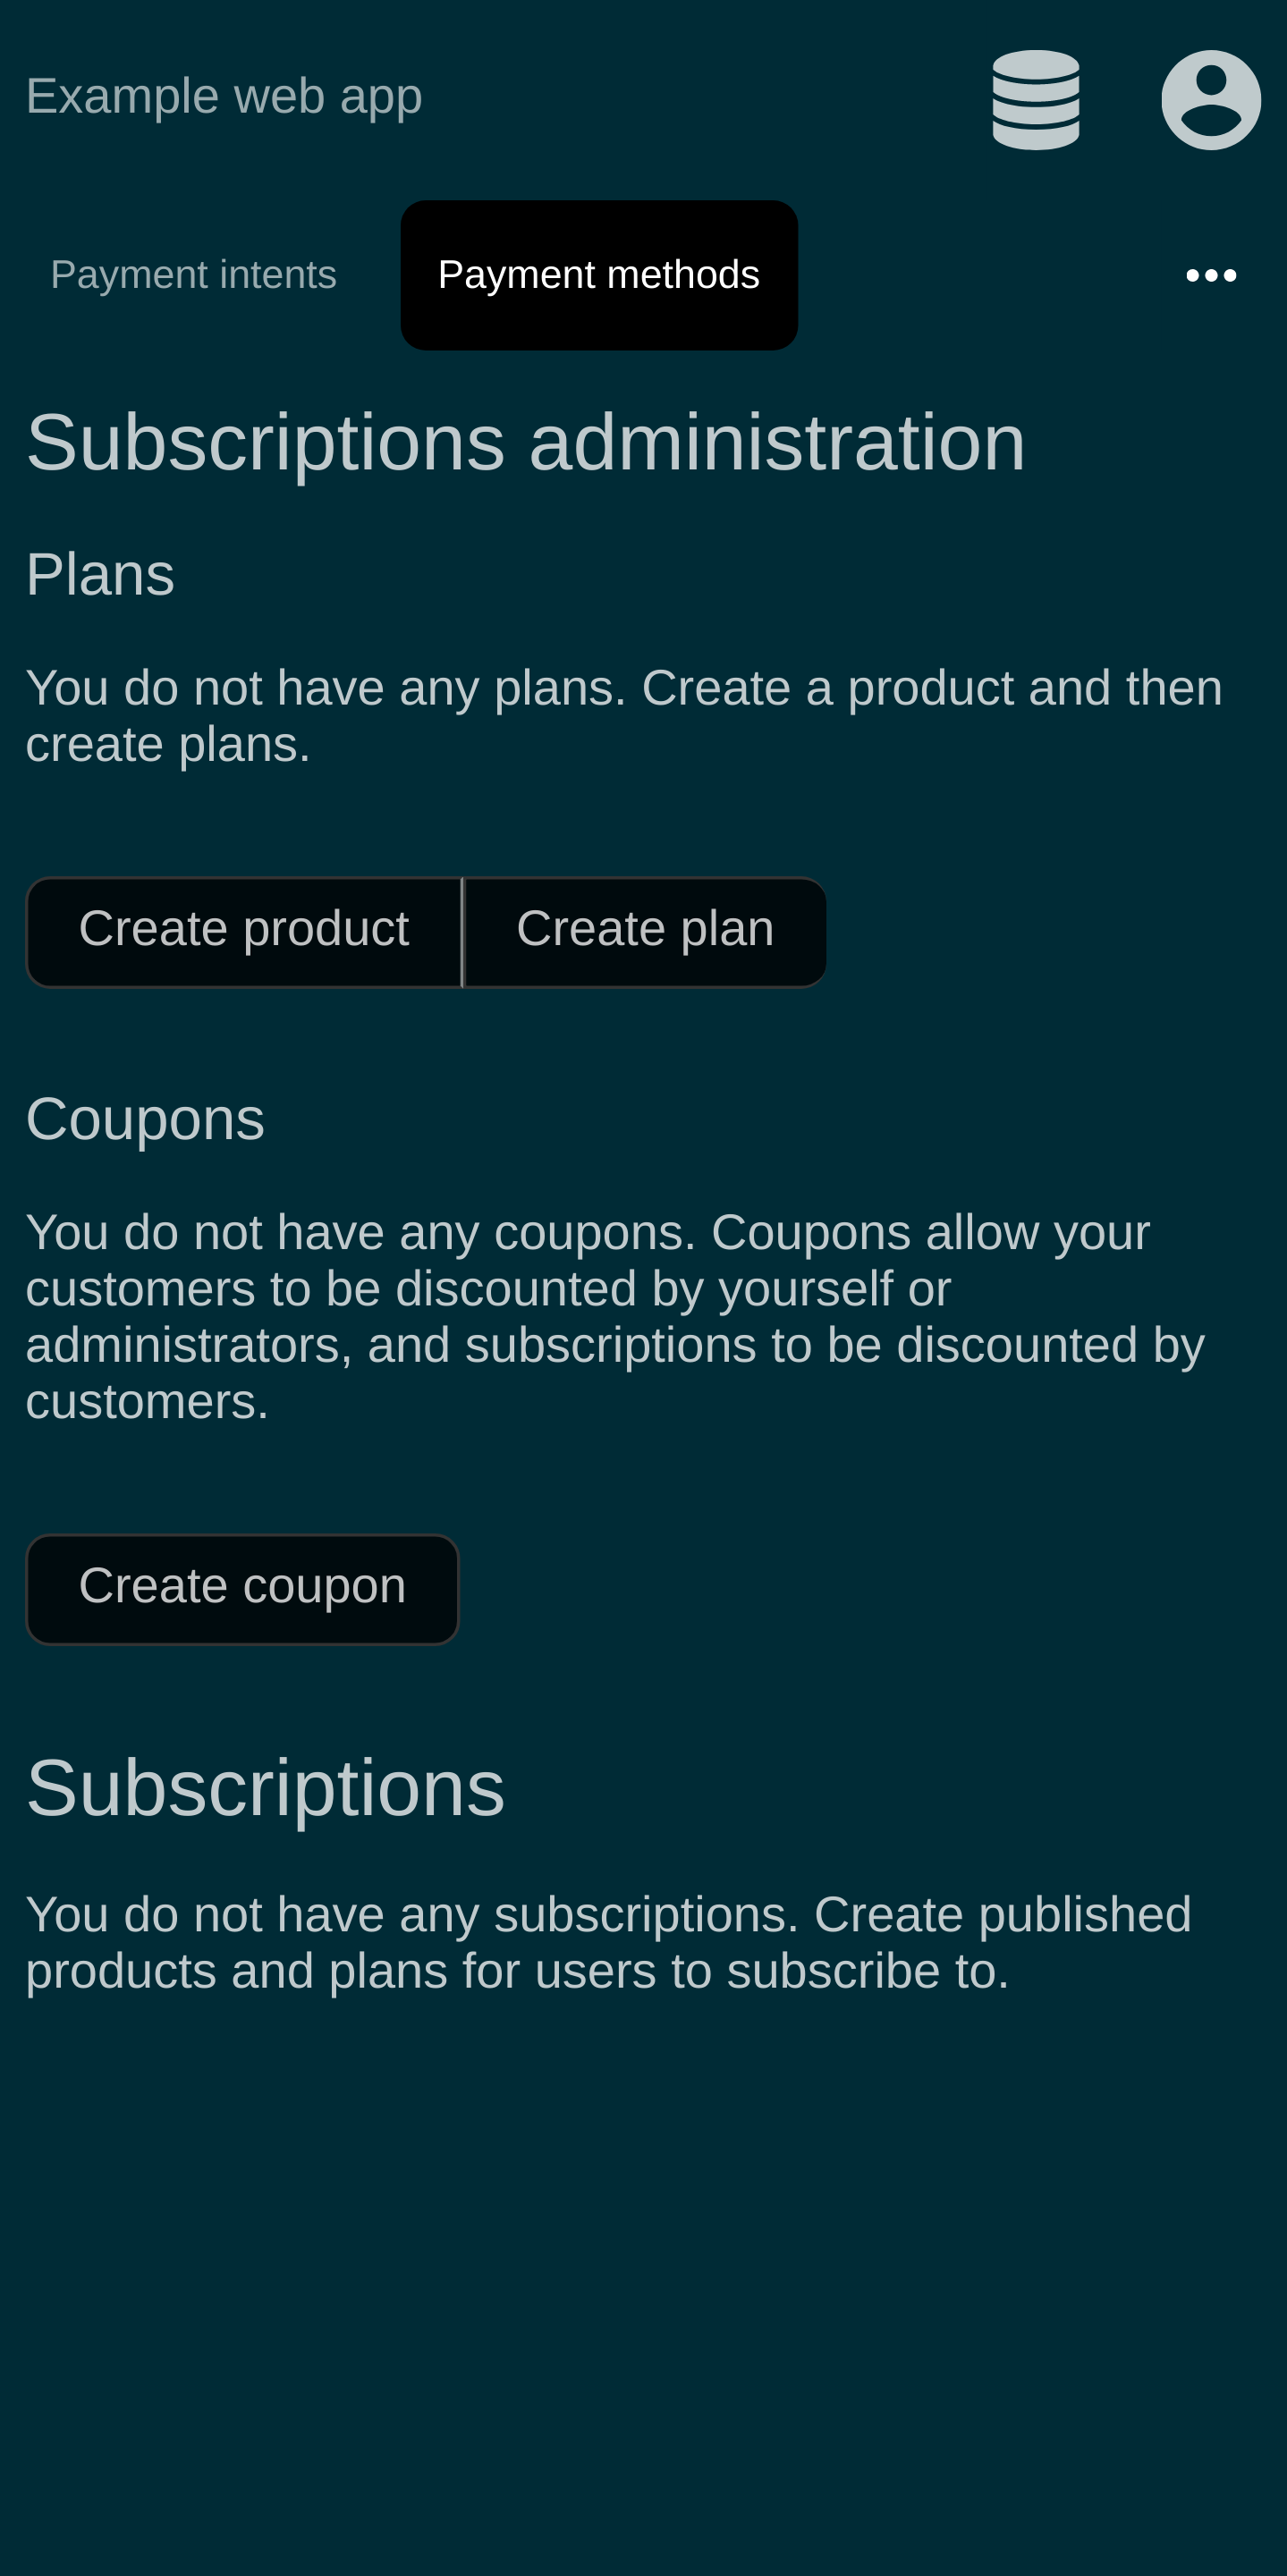 Example web app
Payment intents
Payment methods
Subscriptions administration
Plans
You do not have any plans. Create a product and then
create plans.
Create product
Create plan
Coupons
You do not have any coupons. Coupons allow your
customers to be discounted by yourself or
administrators, and subscriptions to be discounted by
customers.
Create coupon
Subscriptions
You do not have any subscriptions. Create published
products and plans for users to subscribe to.